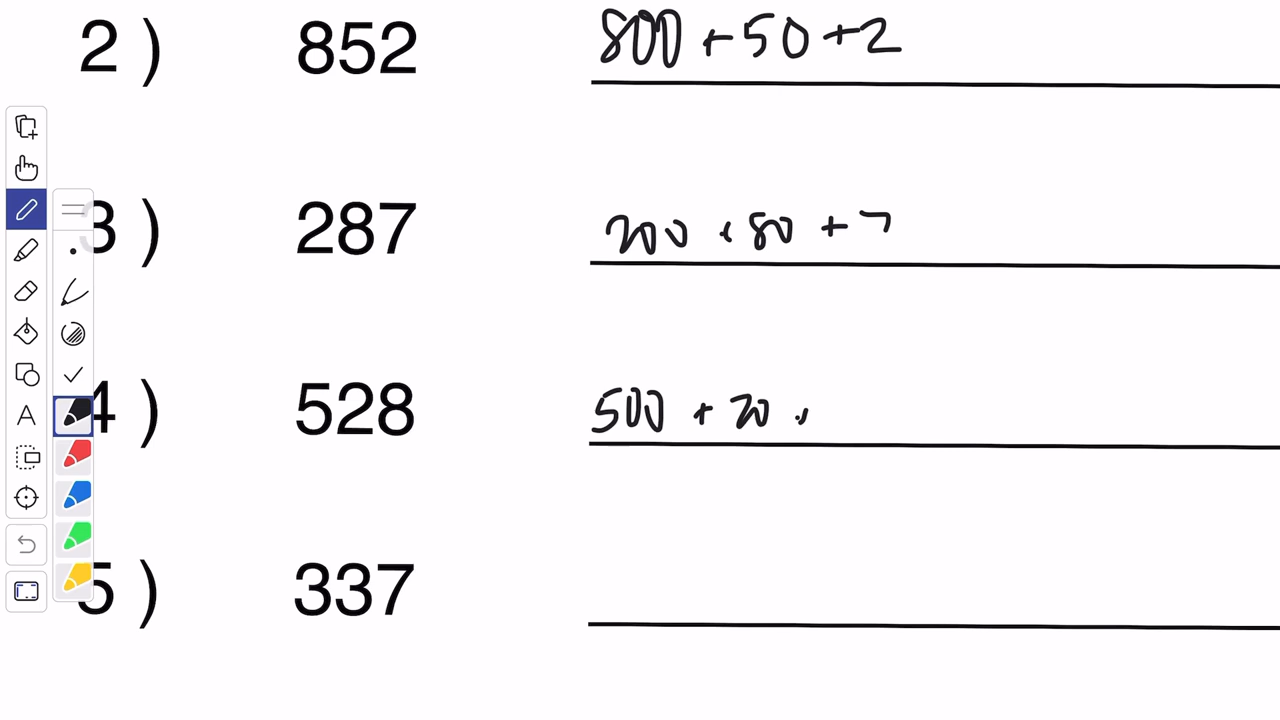 2 ) 852 800 + 50 + 2
3 ) 287 200 + 80 + 7
4 ) 528 500 + 20
5 ) 337